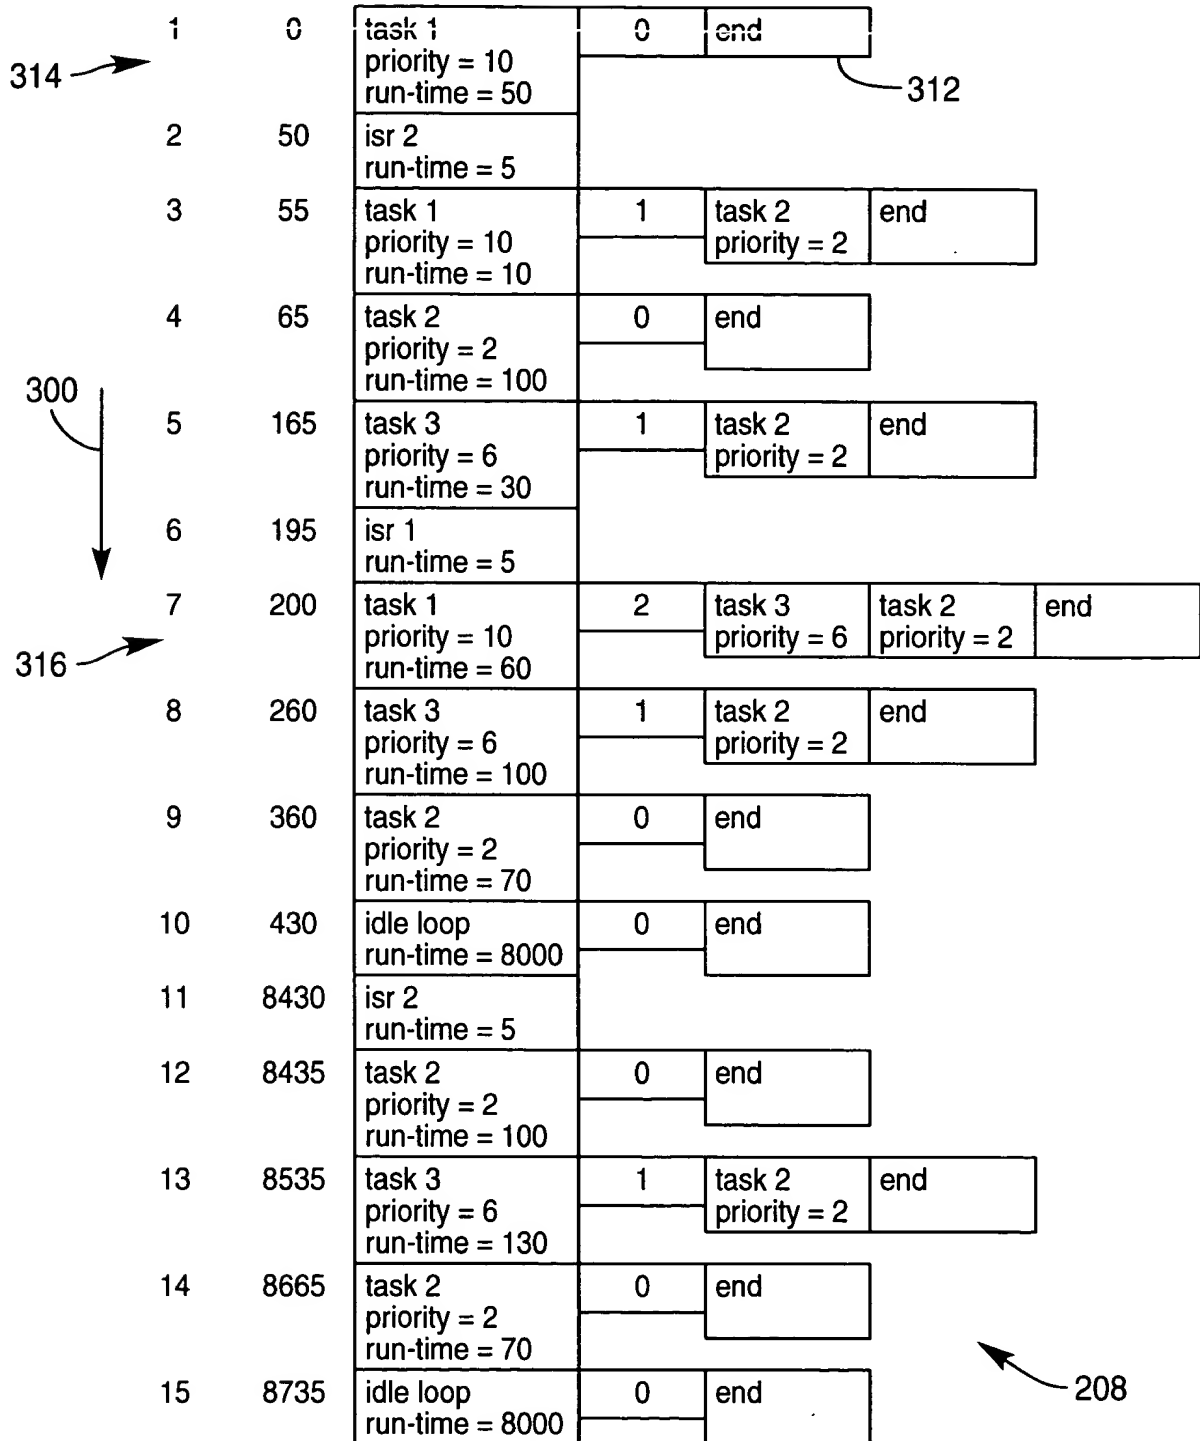 1 0 task 1 0 end
priority = 10
314
run-time = 50 312
2 50 isr 2
run-time = 5
3 55 task 1 1 task 2 end
priority = 10 priority = 2
run-time = 10
4 65 task 2 0 end
priority = 2
run-time = 100
300
5 165 task 3 1 task 2 end
priority = 6 priority = 2
run-time = 30
6 195 isr 1
run-time = 5
7 200 task 1 2 task 3 task 2 end
priority = 10 priority = 6 priority = 2
316
run-time = 60
8 260 task 3 1 task 2 end
priority = 6 priority = 2
run-time = 100
9 360 task 2 0 end
priority = 2
run-time = 70
10 430 idle loop 0 end
run-time = 8000
11 8430 isr 2
run-time = 5
12 8435 task 2 0 end
priority = 2
run-time = 100
13 8535 task 3 1 task 2 end
priority = 6 priority = 2
run-time = 130
14 8665 task 2 0 end
priority = 2
run-time = 70
15 8735 idle loop 0 end
208
run-time = 8000